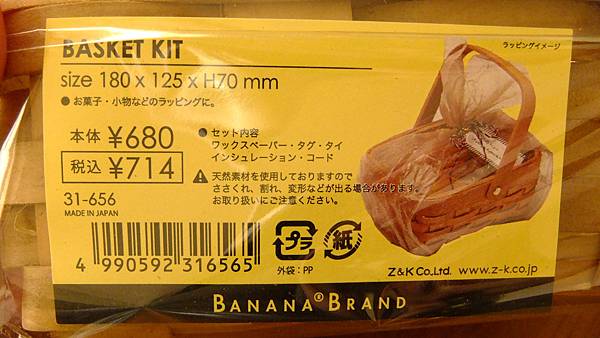 BASKET KIT
ラッピングイメージ
size 180 x 125 x H70 mm
● お菓子・小物などのラッピングに。
本体 ¥680
税込 ¥714
● セット内容
ワックスペーパー・タグ・タイ
インシュレーション・コード
⚠ 天然素材を使用しておりますので
ささくれ、割れ、変形などが出る場合があります。
お取り扱いにご注意ください。
31-656
MADE IN JAPAN
4 990592 316565
プラ
紙
外袋：PP
Z&K Co.,Ltd. www.z-k.co.jp
BANANA®BRAND